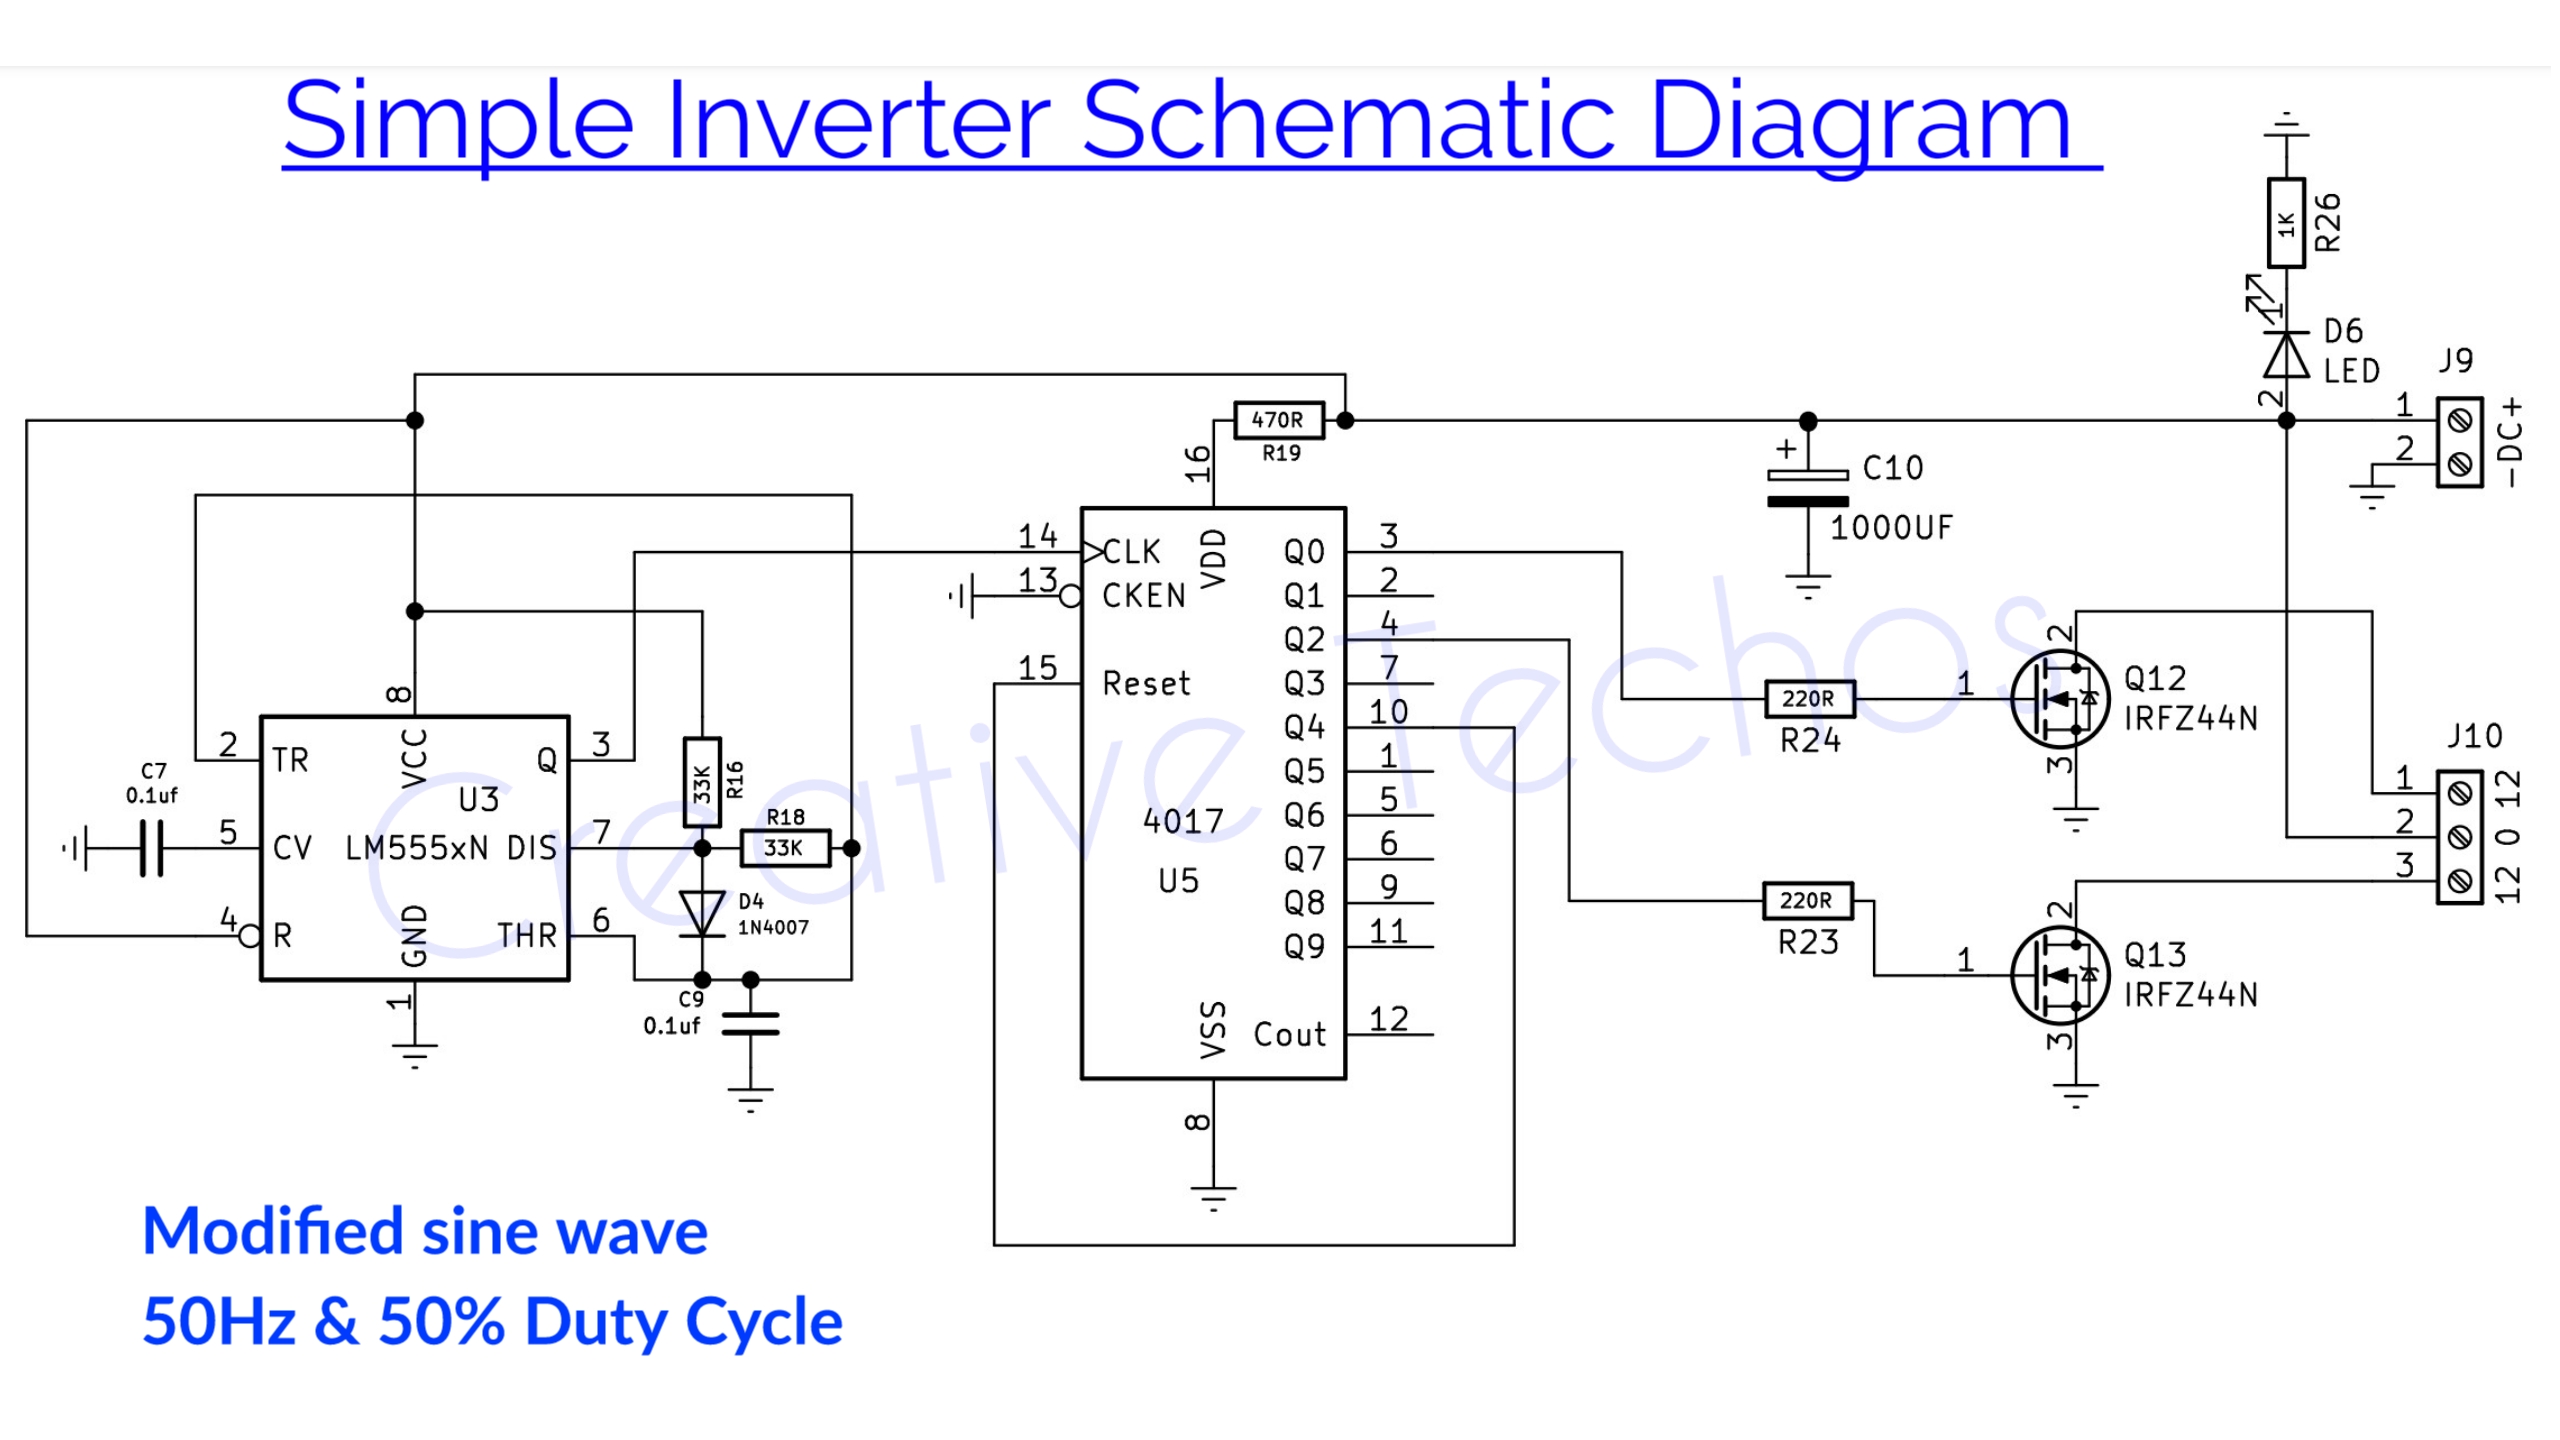 Simple Inverter Schematic Diagram
1K
R26
1
D6
LED
2
J9
1
2
-DC+
470R
R19
16
+
C10
1000UF
14
CLK
13
CKEN
15
Reset
VDD
4017
U5
VSS
8
Q0
3
Q1
2
Q2
4
Q3
7
Q4
10
Q5
1
Q6
5
Q7
6
Q8
9
Q9
11
Cout
12
8
VCC
2
TR
Q
3
C7
0.1uf
U3
5
CV
LM555xN
DIS
7
4
R
GND
THR
6
1
33K
R16
R18
33K
D4
1N4007
C9
0.1uf
220R
R24
1
2
3
Q12
IRFZ44N
220R
R23
1
2
3
Q13
IRFZ44N
J10
1
2
3
12 0 12
Creative Techos
Modified sine wave
50Hz & 50% Duty Cycle